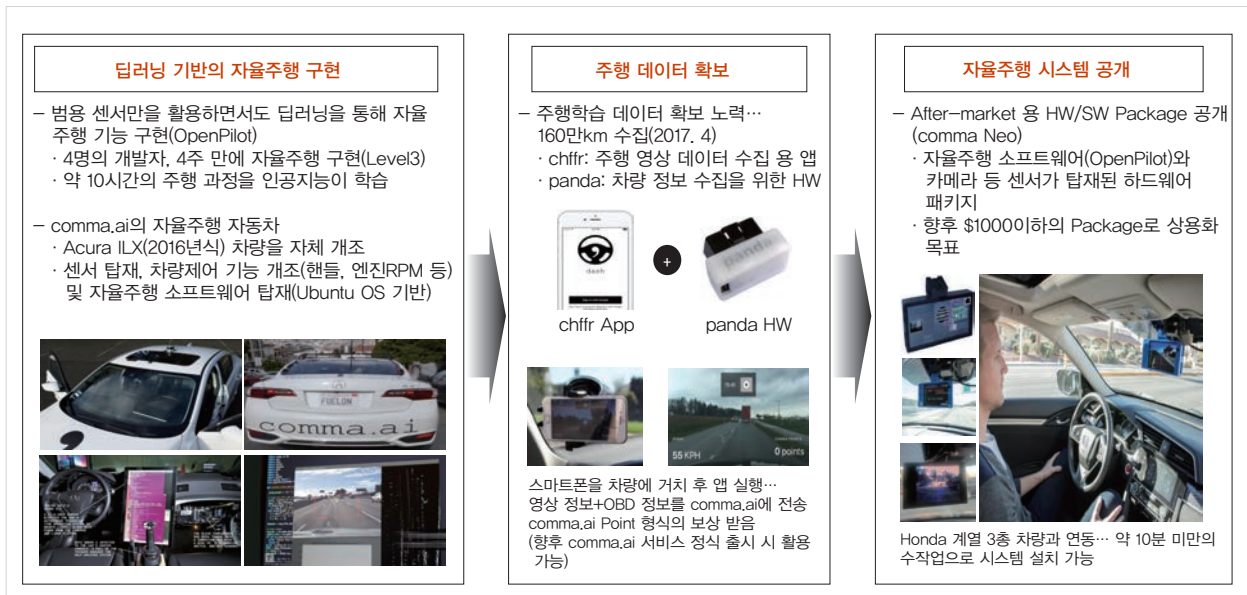 딥러닝 기반의 자율주행 구현
– 범용 센서만을 활용하면서도 딥러닝을 통해 자율
주행 기능 구현(OpenPilot)
· 4명의 개발자, 4주 만에 자율주행 구현(Level3)
· 약 10시간의 주행 과정을 인공지능이 학습
– comma.ai의 자율주행 자동차
· Acura ILX(2016년식) 차량을 자체 개조
· 센서 탑재, 차량제어 기능 개조(핸들, 엔진RPM 등)
및 자율주행 소프트웨어 탑재(Ubuntu OS 기반)
FUELON
comma.ai
주행 데이터 확보
– 주행학습 데이터 확보 노력…
160만km 수집(2017. 4)
· chffr: 주행 영상 데이터 수집 용 앱
· panda: 차량 정보 수집을 위한 HW
dash
+
panda
chffr App
panda HW
55 KPH
0 points
스마트폰을 차량에 거치 후 앱 실행…
영상 정보+OBD 정보를 comma.ai에 전송
comma.ai Point 형식의 보상 받음
(향후 comma.ai 서비스 정식 출시 시 활용
가능)
자율주행 시스템 공개
– After-market 용 HW/SW Package 공개
(comma Neo)
· 자율주행 소프트웨어(OpenPilot)와
카메라 등 센서가 탑재된 하드웨어
패키지
· 향후 $1000이하의 Package로 상용화
목표
Honda 계열 3종 차량과 연동… 약 10분 미만의
수작업으로 시스템 설치 가능